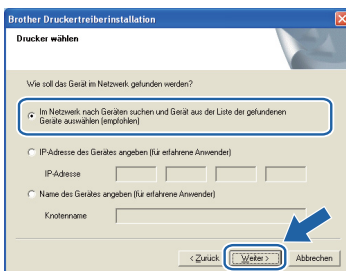 Brother Druckertreiberinstallation
Drucker wählen
Wie soll das Gerät im Netzwerk gefunden werden?
Im Netzwerk nach Geräten suchen und Gerät aus der Liste der gefundenen
Geräte auswählen (empfohlen)
IP-Adresse des Gerätes angeben (für erfahrene Anwender)
IP-Adresse
Name des Gerätes angeben (für erfahrene Anwender)
Knotenname
< Zurück Weiter > Abbrechen